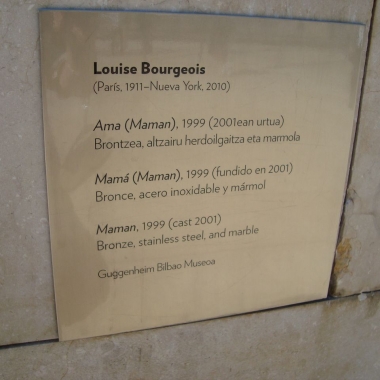 Louise Bourgeois
(París, 1911–Nueva York, 2010)
Ama (Maman), 1999 (2001ean urtua)
Brontzea, altzairu herdoilgaitza eta marmola
Mamá (Maman), 1999 (fundido en 2001)
Bronce, acero inoxidable y mármol
Maman, 1999 (cast 2001)
Bronze, stainless steel, and marble
Guggenheim Bilbao Museoa